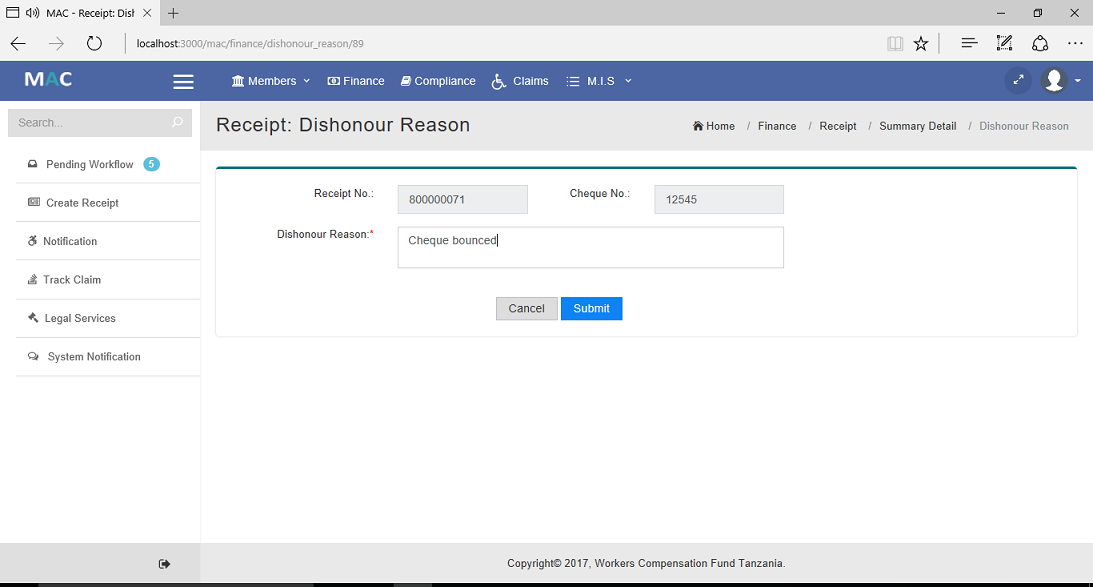 MAC - Receipt: Dish
localhost:3000/mac/finance/dishonour_reason/89
MAC
Members
Finance
Compliance
Claims
M.I.S
Search...
Receipt: Dishonour Reason
Home / Finance / Receipt / Summary Detail / Dishonour Reason
Pending Workflow 5
Create Receipt
Notification
Track Claim
Legal Services
System Notification
Receipt No.: 800000071 Cheque No.: 12545
Dishonour Reason:* Cheque bounced
Cancel Submit
Copyright© 2017, Workers Compensation Fund Tanzania.